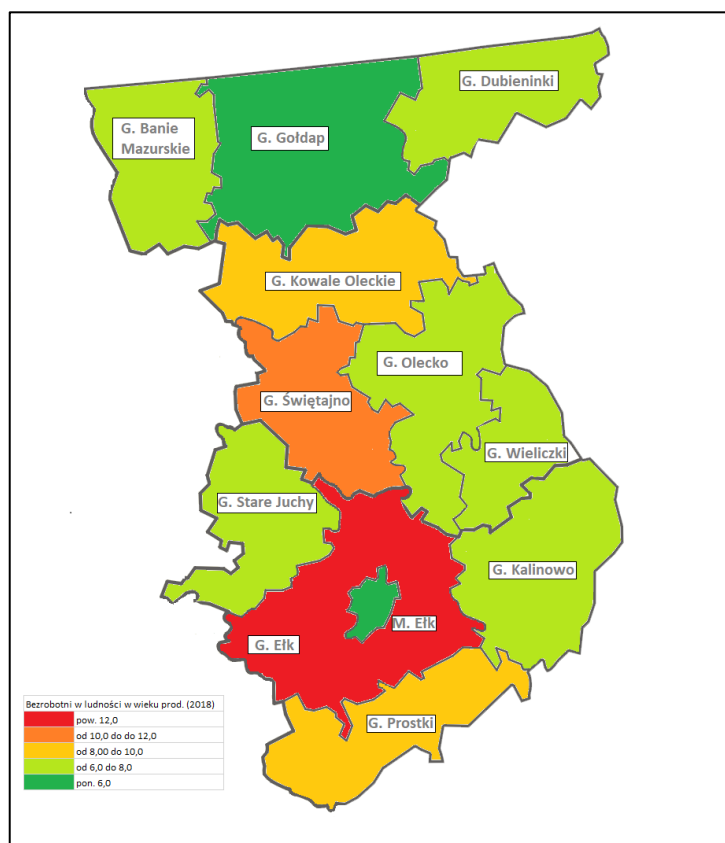 G. Dubieninki
G. Banie
Mazurskie
G. Gołdap
G. Kowale Oleckie
G. Olecko
G. Świętajno
G. Wieliczki
G. Stare Juchy
G. Kalinowo
M. Ełk
G. Ełk
G. Prostki
Bezrobotni w ludności w wieku prod. (2018)
pow. 12,0
od 10,0 do do 12,0
od 8,00 do 10,0
od 6,0 do 8,0
pon. 6,0